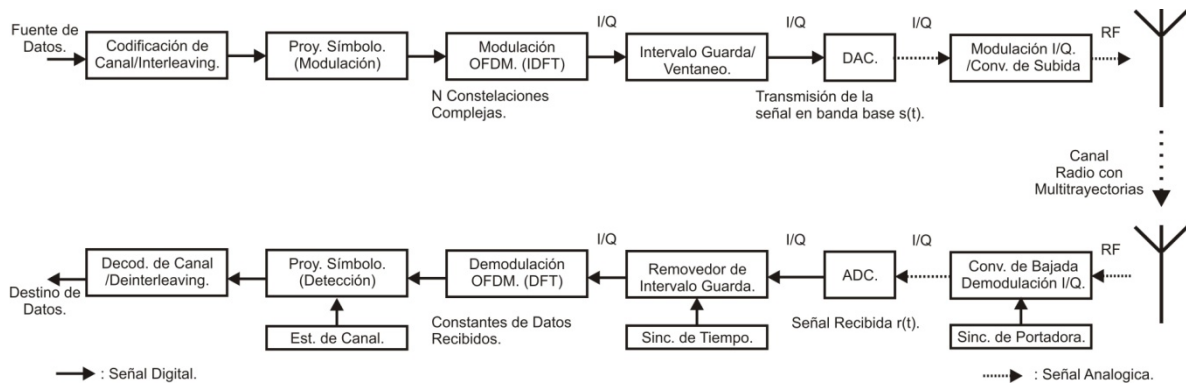 Fuente de
Datos.
Codificación de
Canal/Interleaving.
Proy. Símbolo.
(Modulación)
Modulación
OFDM. (IDFT)
N Constelaciones
Complejas.
I/Q
Intervalo Guarda/
Ventaneo.
I/Q
DAC.
Transmisión de la
señal en banda base s(t).
I/Q
Modulación I/Q.
/Conv. de Subida
RF
Canal
Radio con
Multitrayectorias
Decod. de Canal
/Deinterleaving.
Destino de
Datos.
Proy. Símbolo.
(Detección)
Est. de Canal.
Demodulación
OFDM. (DFT)
Constantes de Datos
Recibidos.
I/Q
Removedor de
Intervalo Guarda.
Sinc. de Tiempo.
I/Q
ADC.
Señal Recibida r(t).
I/Q
Conv. de Bajada
Demodulación I/Q.
Sinc. de Portadora.
RF
: Señal Digital.
: Señal Analogica.